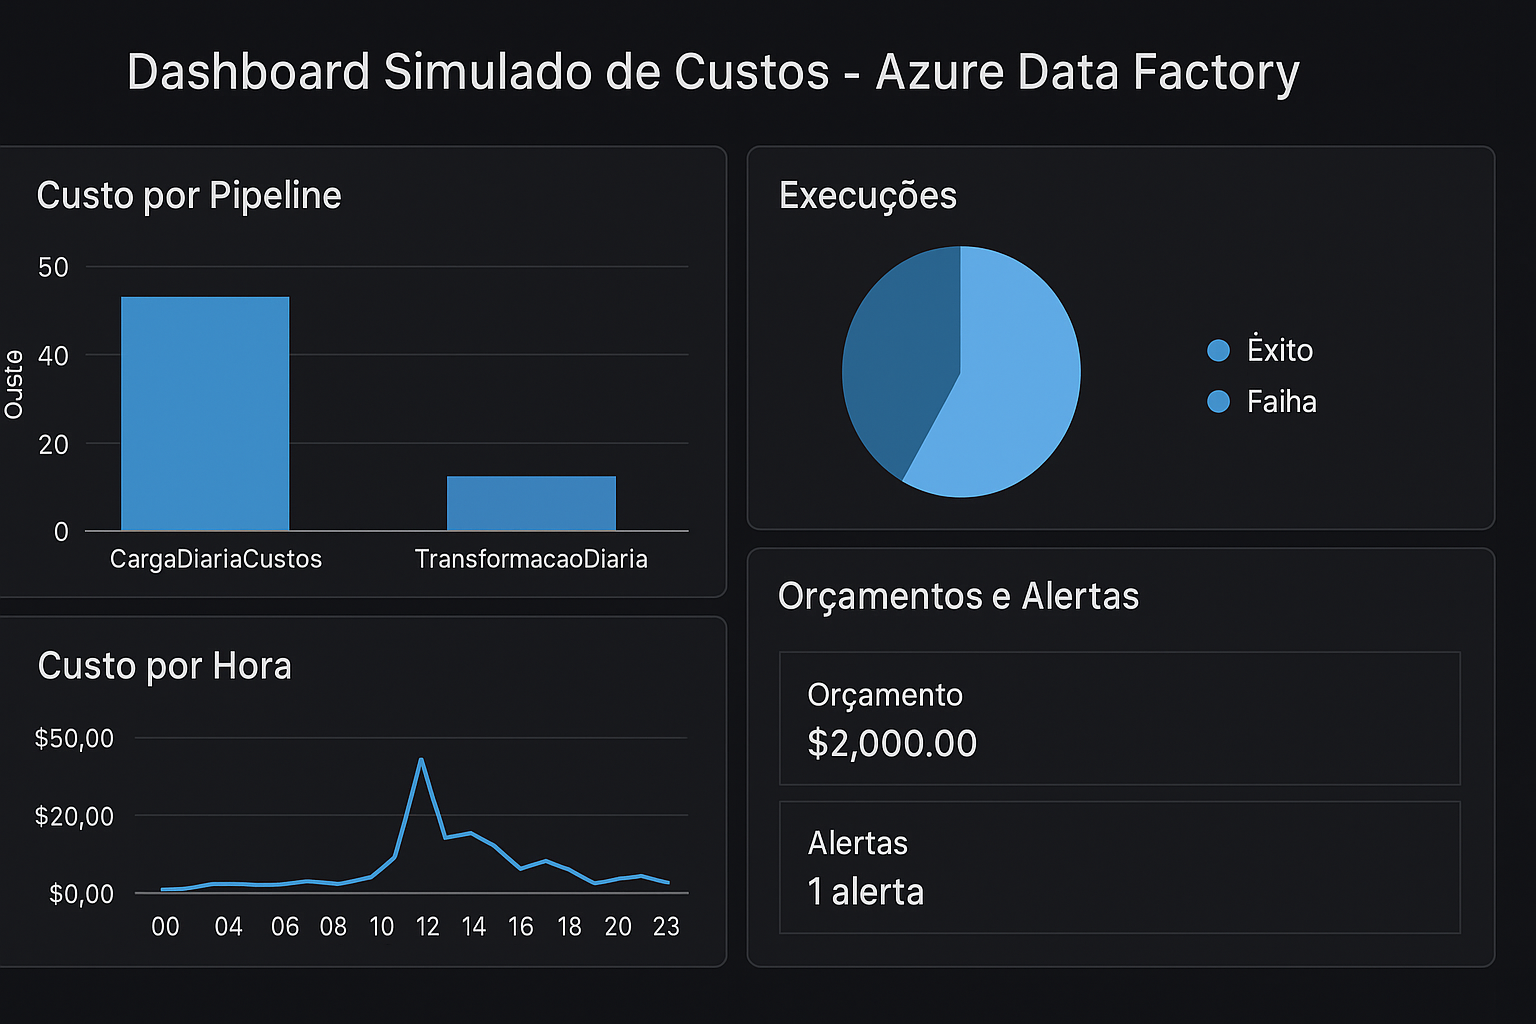 Dashboard Simulado de Custos - Azure Data Factory
Custo por Pipeline
50
40
20
0
Ouste
CargaDiariaCustos
TransformacaoDiaria
Execuções
Ėxito
Faiha
Custo por Hora
$50,00
$20,00
$0,00
00 04 06 08 10 12 14 16 18 20 23
Orçamentos e Alertas
Orçamento
$2,000.00
Alertas
1 alerta